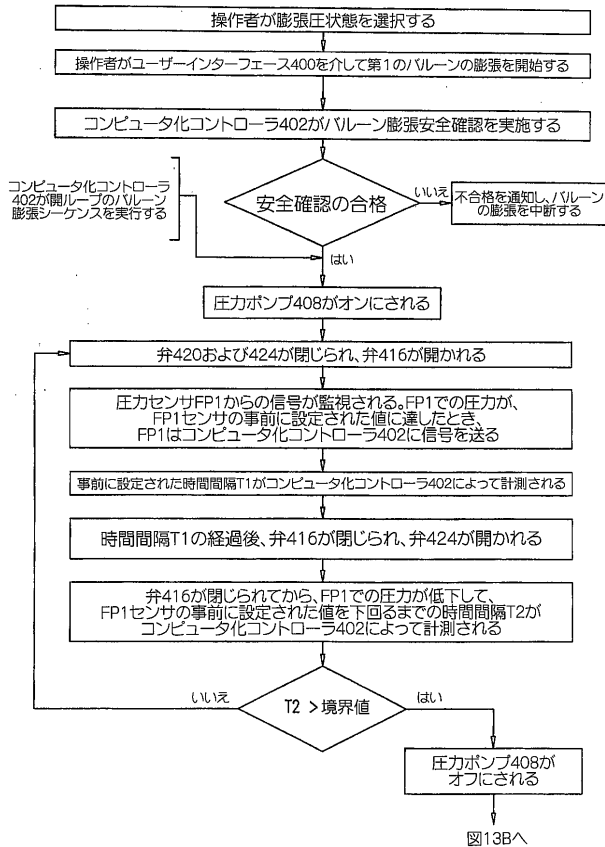 操作者が膨張圧状態を選択する
操作者がユーザーインターフェース400を介して第1のバルーンの膨張を開始する
コンピュータ化コントローラ402がバルーン膨張安全確認を実施する
コンピュータ化コントローラ
402が開ループのバルーン
膨張シーケンスを実行する
安全確認の合格
いいえ
不合格を通知し、バルーン
の膨張を中断する
はい
圧力ポンプ408がオンにされる
弁420および424が閉じられ、弁416が開かれる
圧力センサFP1からの信号が監視される。FP1での圧力が、
FP1センサの事前に設定された値に達したとき、
FP1はコンピュータ化コントローラ402に信号を送る
事前に設定された時間間隔T1がコンピュータ化コントローラ402によって計測される
時間間隔T1の経過後、弁416が閉じられ、弁424が開かれる
弁416が閉じられてから、FP1での圧力が低下して、
FP1センサの事前に設定された値を下回るまでの時間間隔T2が
コンピュータ化コントローラ402によって計測される
いいえ
T2 >境界値
はい
圧力ポンプ408が
オフにされる
図13Bへ